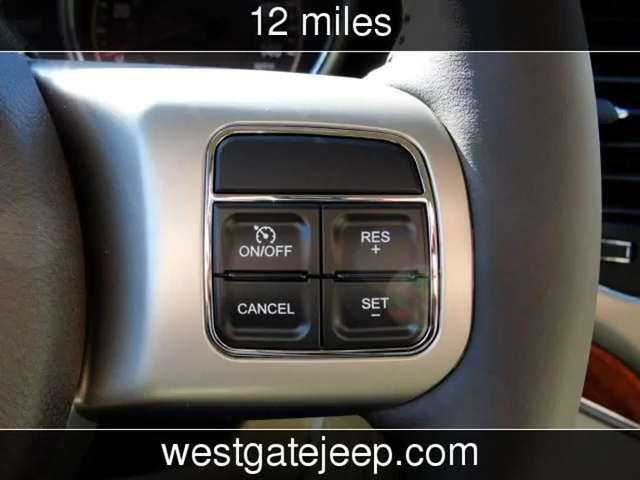 12 miles
ON/OFF
RES
+
CANCEL
SET
–
westgatejeep.com